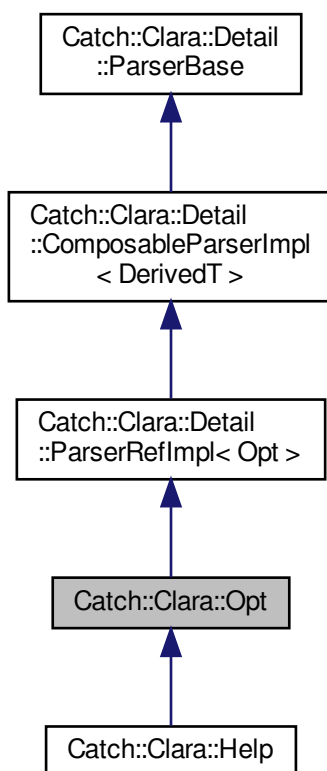 Catch::Clara::Detail
::ParserBase
Catch::Clara::Detail
::ComposableParserImpl
< DerivedT >
Catch::Clara::Detail
::ParserRefImpl< Opt >
Catch::Clara::Opt
Catch::Clara::Help